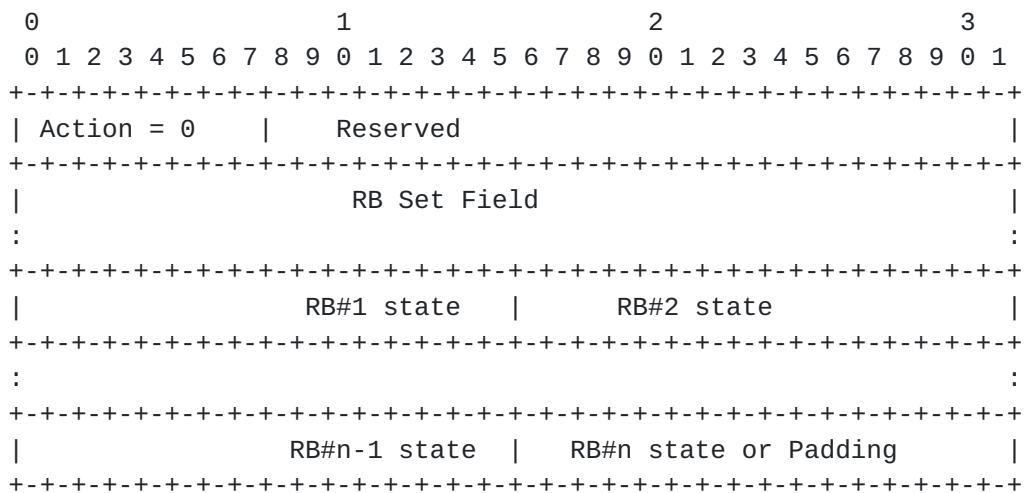 0                   1                   2                   3
 0 1 2 3 4 5 6 7 8 9 0 1 2 3 4 5 6 7 8 9 0 1 2 3 4 5 6 7 8 9 0 1
+-+-+-+-+-+-+-+-+-+-+-+-+-+-+-+-+-+-+-+-+-+-+-+-+-+-+-+-+-+-+-+-+
| Action = 0    |    Reserved                                   |
+-+-+-+-+-+-+-+-+-+-+-+-+-+-+-+-+-+-+-+-+-+-+-+-+-+-+-+-+-+-+-+-+
|                     RB Set Field                              |
:                                                               :
+-+-+-+-+-+-+-+-+-+-+-+-+-+-+-+-+-+-+-+-+-+-+-+-+-+-+-+-+-+-+-+-+
|                  RB#1 state   |      RB#2 state               |
+-+-+-+-+-+-+-+-+-+-+-+-+-+-+-+-+-+-+-+-+-+-+-+-+-+-+-+-+-+-+-+-+
:                                                               :
+-+-+-+-+-+-+-+-+-+-+-+-+-+-+-+-+-+-+-+-+-+-+-+-+-+-+-+-+-+-+-+-+
|                 RB#n-1 state  |   RB#n state or Padding       |
+-+-+-+-+-+-+-+-+-+-+-+-+-+-+-+-+-+-+-+-+-+-+-+-+-+-+-+-+-+-+-+-+